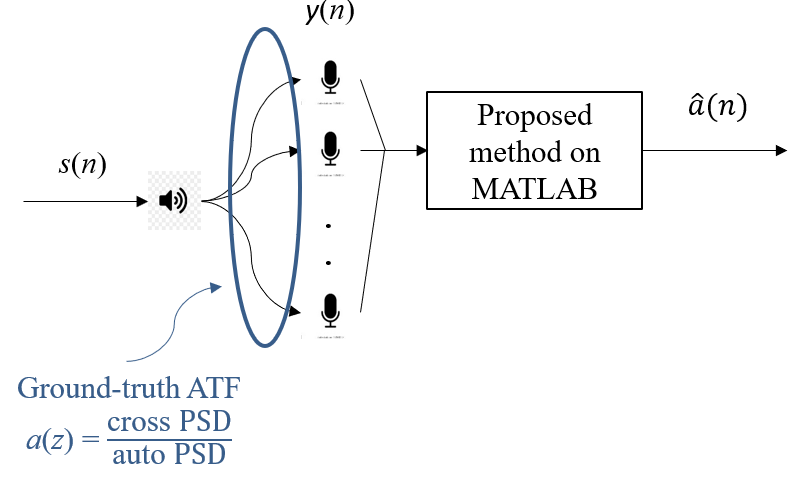 y(n)
s(n)
Proposed
method on
MATLAB
â(n)
Ground-truth ATF
a(z) = cross PSD / auto PSD